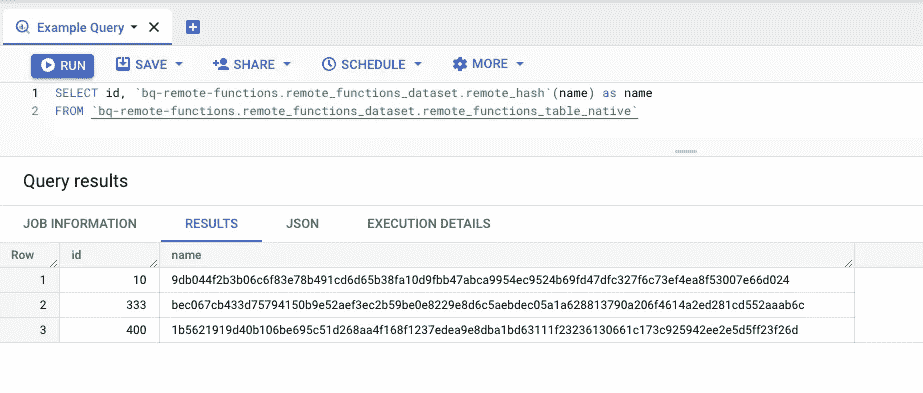 Example Query
RUN SAVE SHARE SCHEDULE MORE
1 SELECT id, `bq-remote-functions.remote_functions_dataset.remote_hash`(name) as name
2 FROM `bq-remote-functions.remote_functions_dataset.remote_functions_table_native`
Query results
JOB INFORMATION RESULTS JSON EXECUTION DETAILS
Row id name
1 10 9db044f2b3b06c6f83e78b491cd6d65b38fa10d9fbb47abca9954ec9524b69fd47dfc327f6c73ef4ea8f53007e66d024
2 333 bec067cb433d75794150b9e52aef3ec2b59be0e8229e8d6c5aebdec05a1a628813790a206f4614a2ed281cd552aaab6c
3 400 1b5621919d40b106be695c51d268aa4f168f1237edea9e8dba1bd63111f23236130661c173c925942ee2e5d5ff23f26d